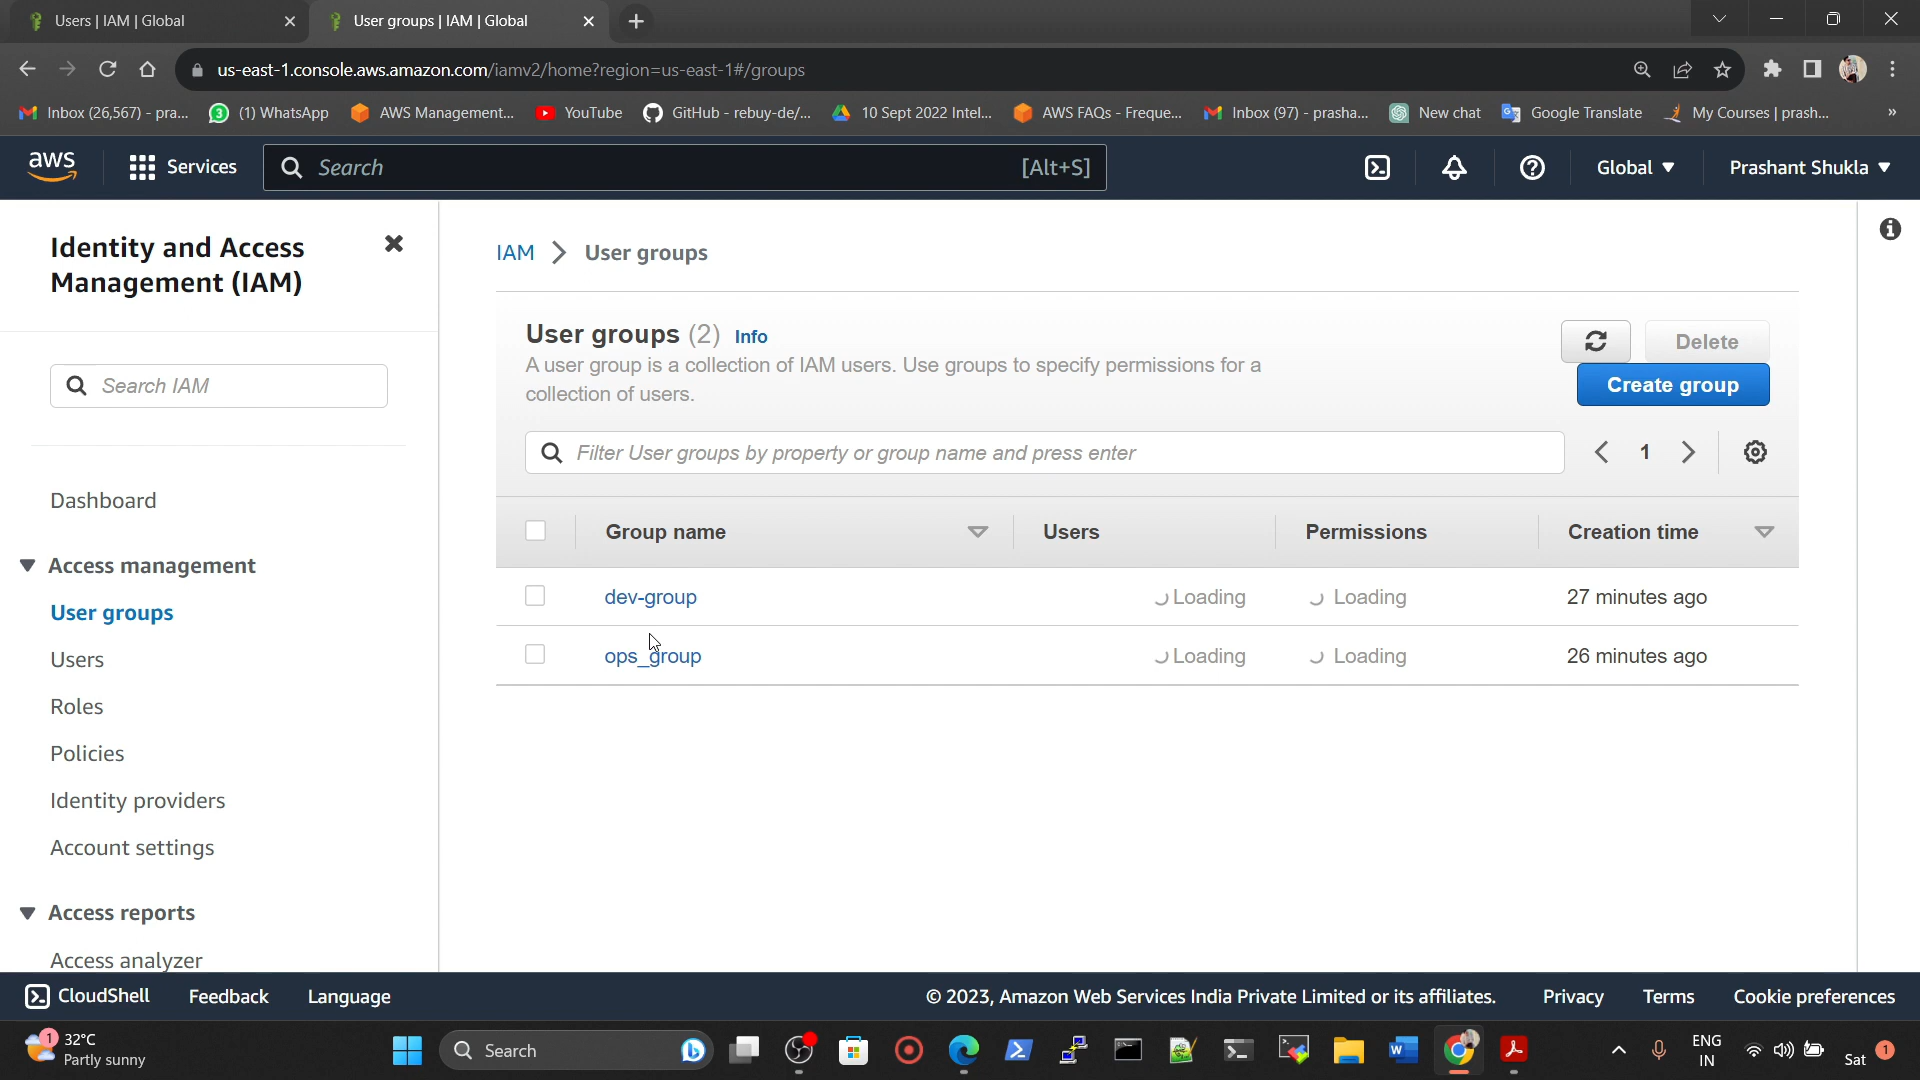 Users | IAM | Global
User groups | IAM | Global
us-east-1.console.aws.amazon.com/iamv2/home?region=us-east-1#/groups
Inbox (26,567) - pra...
3
(1) WhatsApp
AWS Management...
YouTube
GitHub - rebuy-de/...
10 Sept 2022 Intel...
AWS FAQs - Freque...
Inbox (97) - prasha...
New chat
Google Translate
My Courses | prash...
»
aws
Services
Search
[Alt+S]
Global
Prashant Shukla
Identity and Access
Management (IAM)
Search IAM
Dashboard
Access management
User groups
Users
Roles
Policies
Identity providers
Account settings
Access reports
Access analyzer
IAM > User groups
User groups (2) Info
A user group is a collection of IAM users. Use groups to specify permissions for a
collection of users.
Delete
Create group
Filter User groups by property or group name and press enter
1
Group name Users Permissions Creation time
dev-group Loading Loading 27 minutes ago
ops_group Loading Loading 26 minutes ago
CloudShell Feedback Language
© 2023, Amazon Web Services India Private Limited or its affiliates. Privacy Terms Cookie preferences
1
32°C
Partly sunny
Search
ENG
IN
Sat
1